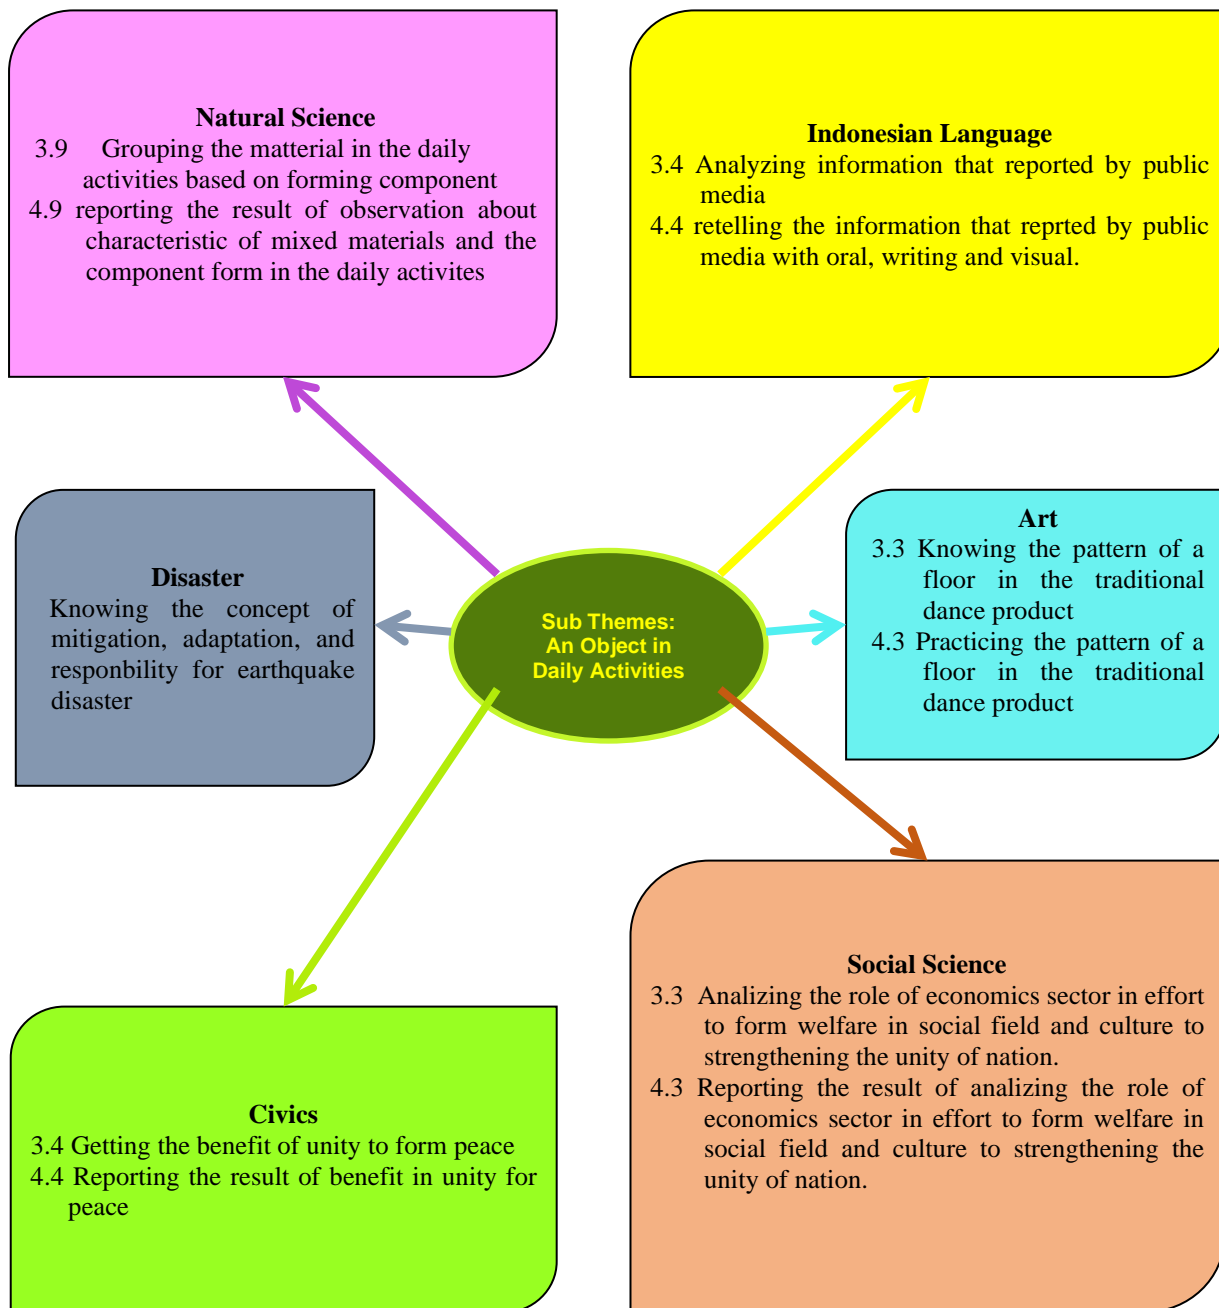 Natural Science
3.9 Grouping the matterial in the daily
activities based on forming component
4.9 reporting the result of observation about
characteristic of mixed materials and the
component form in the daily activites
Indonesian Language
3.4 Analyzing information that reported by public
media
4.4 retelling the information that reprted by public
media with oral, writing and visual.
Disaster
Knowing the concept of
mitigation, adaptation, and
responbility for earthquake
disaster
Sub Themes:
An Object in
Daily Activities
Art
3.3 Knowing the pattern of a
floor in the traditional
dance product
4.3 Practicing the pattern of a
floor in the traditional
dance product
Civics
3.4 Getting the benefit of unity to form peace
4.4 Reporting the result of benefit in unity for
peace
Social Science
3.3 Analizing the role of economics sector in effort
to form welfare in social field and culture to
strengthening the unity of nation.
4.3 Reporting the result of analizing the role of
economics sector in effort to form welfare in
social field and culture to strengthening the
unity of nation.